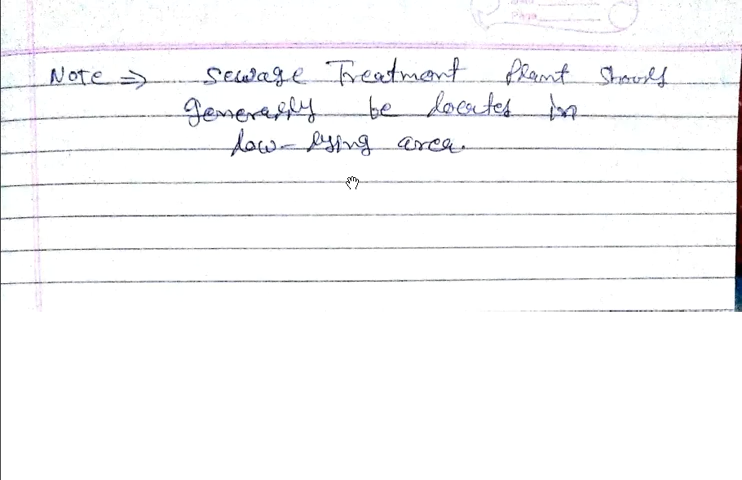 Note ⇒ Sewage Treatment Plant should
generally be located in
low-lying area.